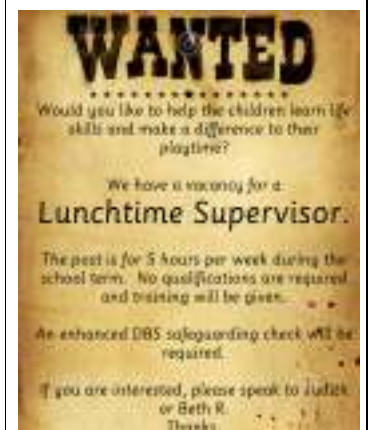 WANTED
Would you like to help the children learn life
skills and make a difference to their
playtime?
We have a vacancy for a
Lunchtime Supervisor.
The post is for 5 hours per week during the
school term. No qualifications are required
and training will be given.
An enhanced DBS safeguarding check will be
required.
If you are interested, please speak to Judith
or Beth R.
Thanks